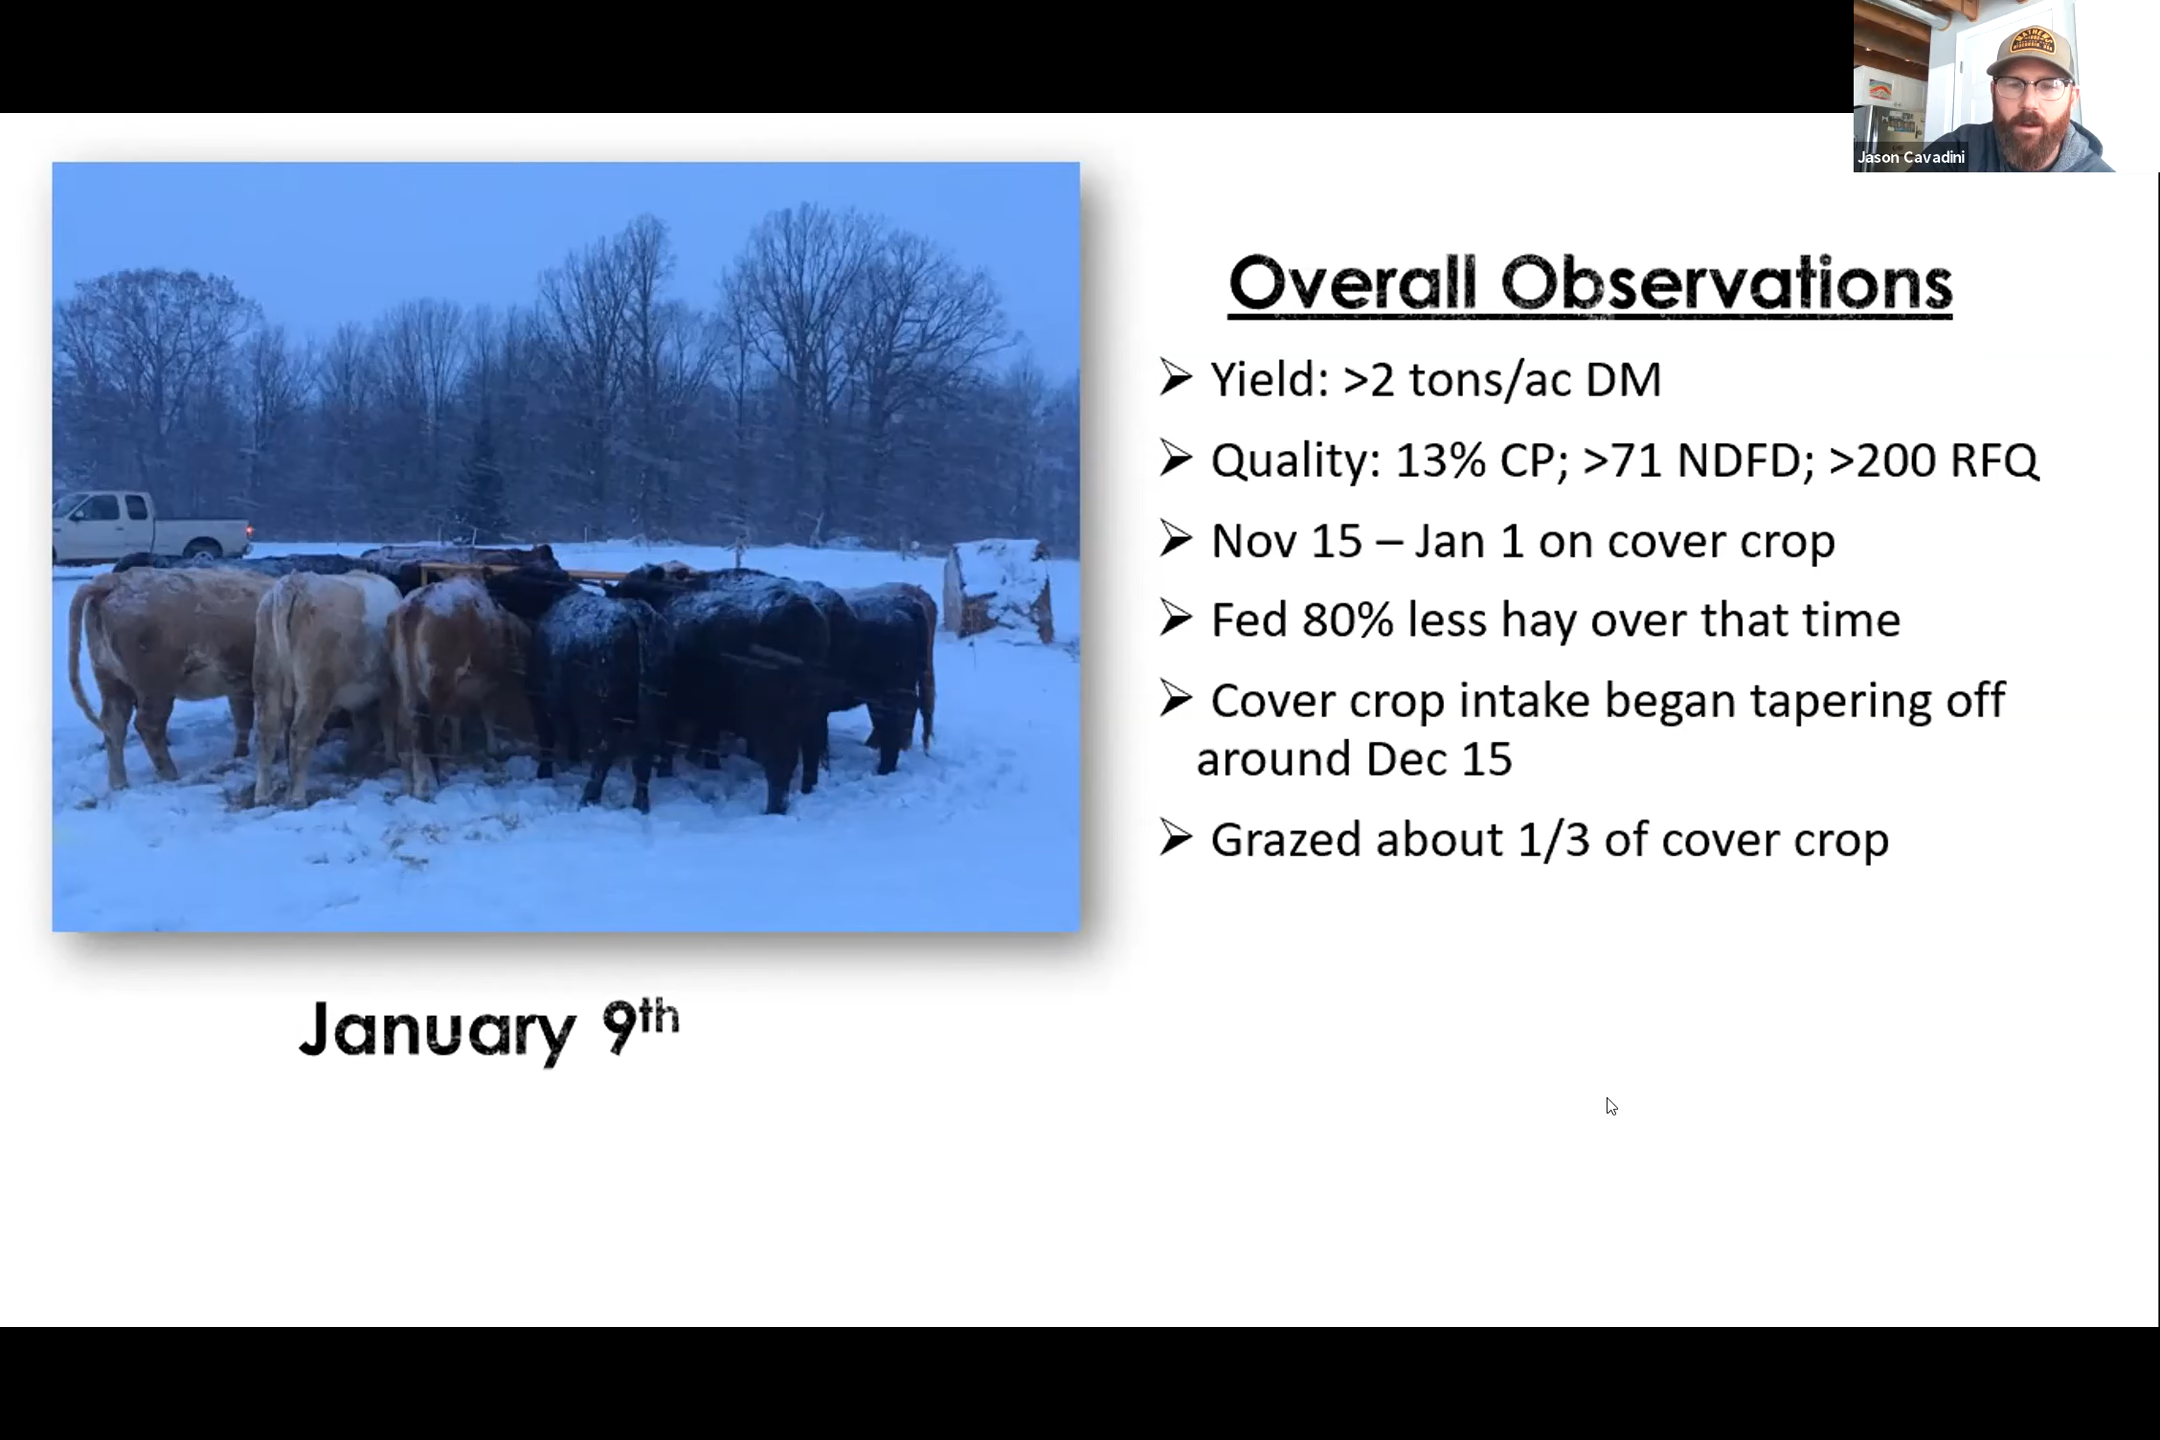 Jason Cavadini
Overall Observations
➢ Yield: >2 tons/ac DM
➢ Quality: 13% CP; >71 NDFD; >200 RFQ
➢ Nov 15 – Jan 1 on cover crop
➢ Fed 80% less hay over that time
➢ Cover crop intake began tapering off
around Dec 15
➢ Grazed about 1/3 of cover crop
January 9th